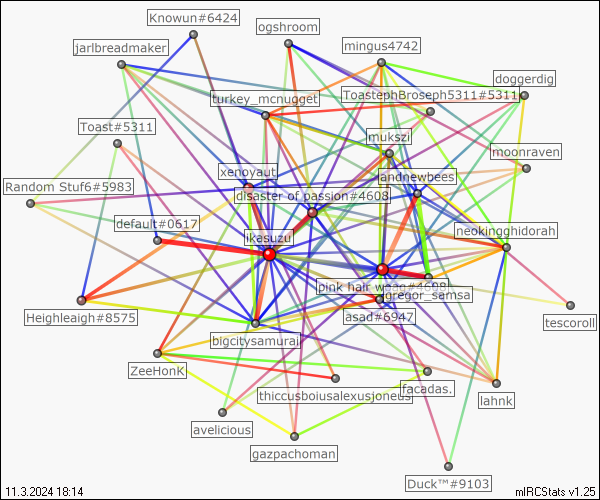 Knowun#6424
ogshroom
jarlbreadmaker
mingus4742
doggerdig
turkey_mcnugget
ToastephBroseph5311#5311
Toast#5311
mukszi
moonraven
xenoyaut
andnewbees
Random Stuf6#5983
disaster of passion#4608
default#0617
neokingghidorah
ikasuzu
pink hair woag#4608
gregor_samsa
Heighleaigh#8575
asad#6947
tescoroll
bigcitysamurai
ZeeHonK
thiccusboiusalexusjoneus
facadas.
lahnk
avelicious
gazpachoman
Duck™#9103
11.3.2024 18:14
mIRCStats v1.25